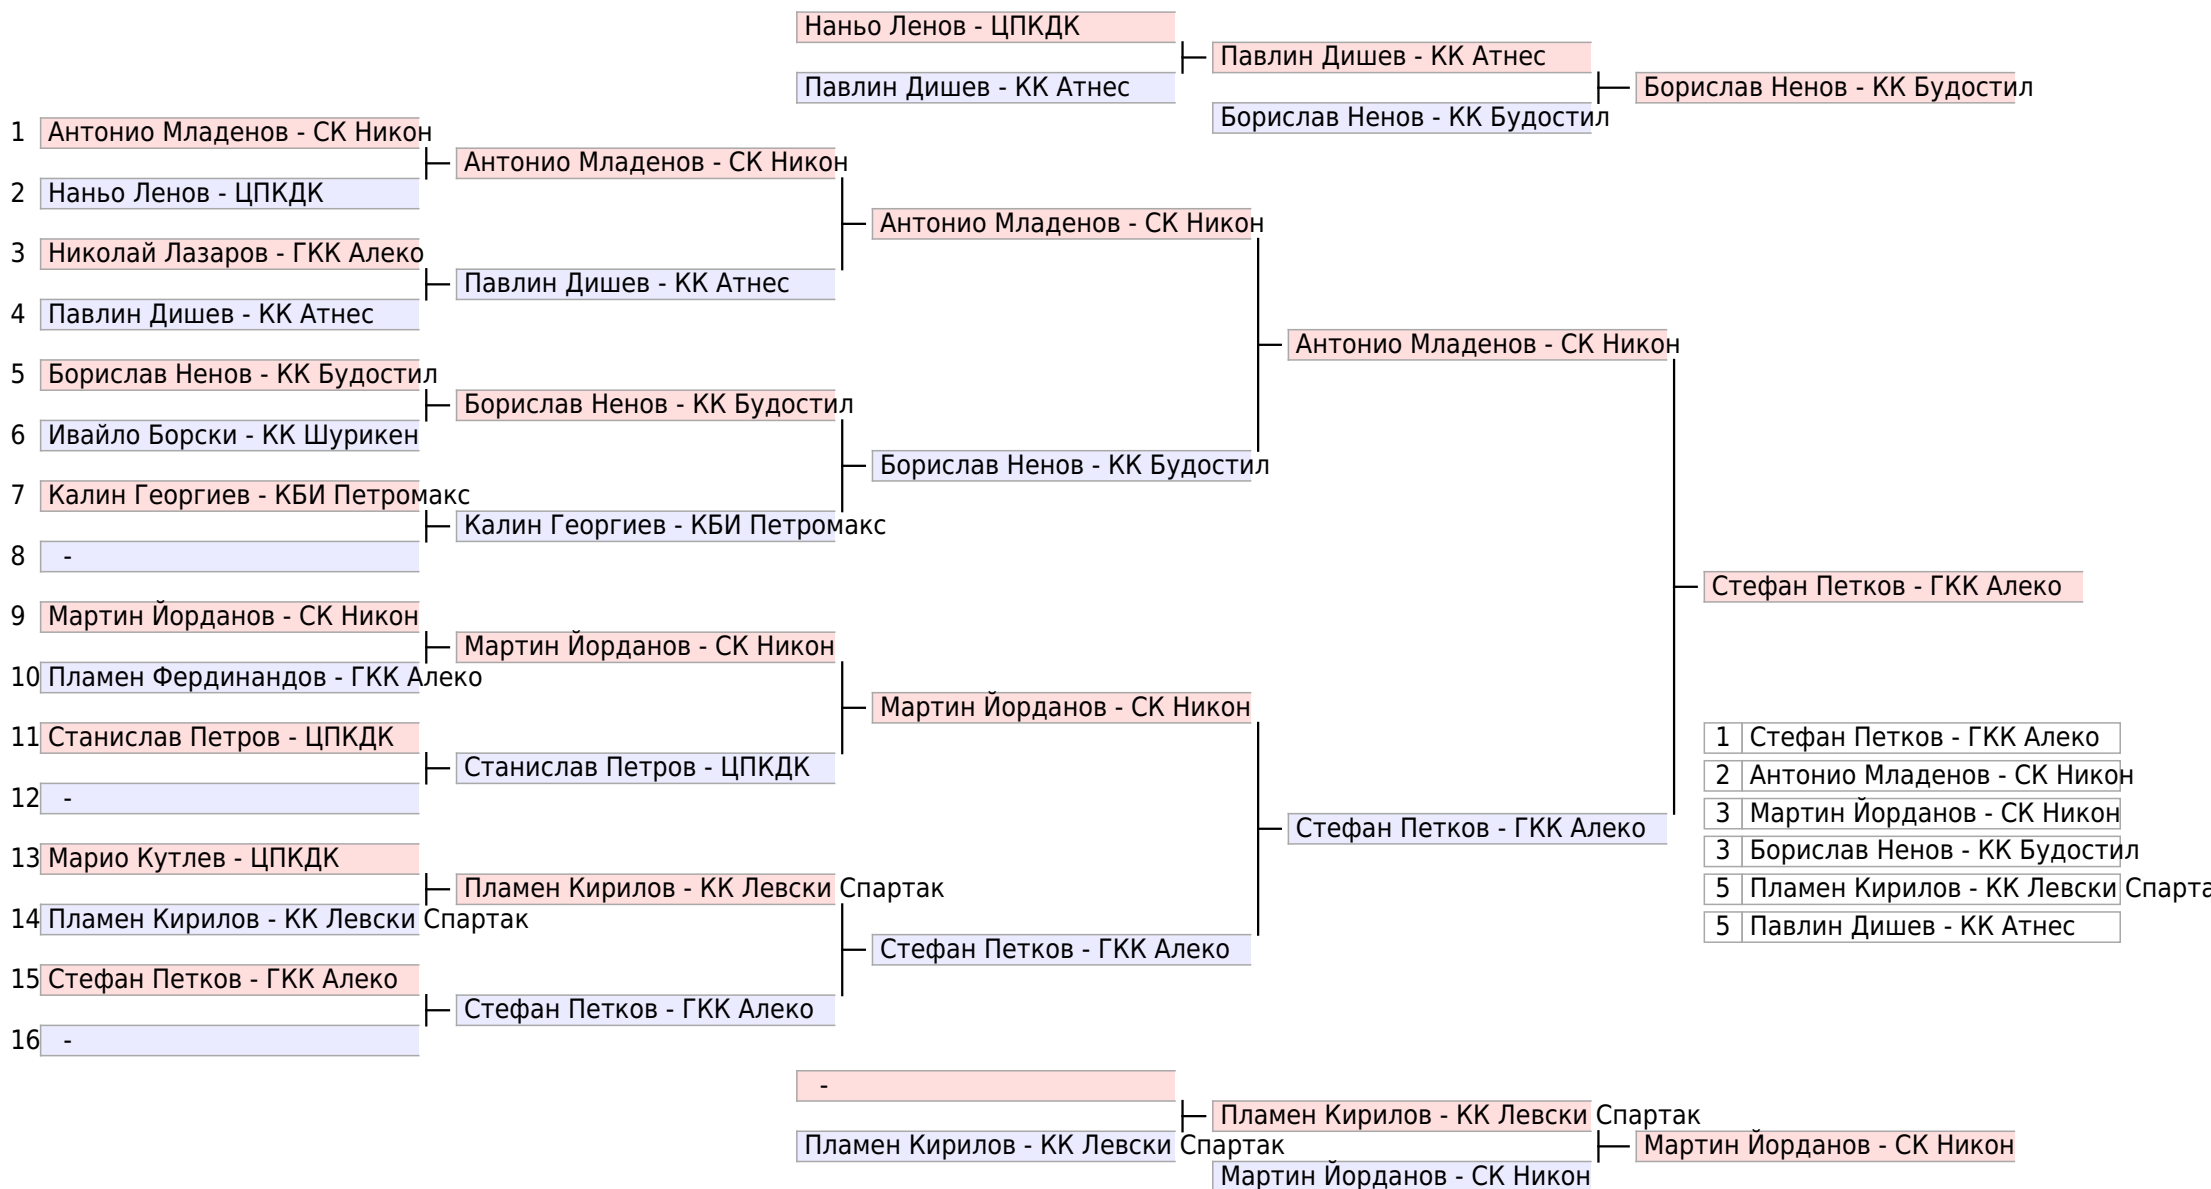 Наньо Ленов - ЦПКДК
Павлин Дишев - КК Атнес
Павлин Дишев - КК Атнес
Борислав Ненов - КК Будостил
Борислав Ненов - КК Будостил
1 Антонио Младенов - СК Никон
2 Наньо Ленов - ЦПКДК
3 Николай Лазаров - ГКК Алеко
4 Павлин Дишев - КК Атнес
5 Борислав Ненов - КК Будостил
6 Ивайло Борски - КК Шурикен
7 Калин Георгиев - КБИ Петромакс
8 -
9 Мартин Йорданов - СК Никон
10 Пламен Фердинандов - ГКК Алеко
11 Станислав Петров - ЦПКДК
12 -
13 Марио Кутлев - ЦПКДК
14 Пламен Кирилов - КК Левски Спартак
15 Стефан Петков - ГКК Алеко
16 -
Антонио Младенов - СК Никон
Павлин Дишев - КК Атнес
Борислав Ненов - КК Будостил
Калин Георгиев - КБИ Петромакс
Мартин Йорданов - СК Никон
Станислав Петров - ЦПКДК
Пламен Кирилов - КК Левски Спартак
Стефан Петков - ГКК Алеко
Антонио Младенов - СК Никон
Борислав Ненов - КК Будостил
Мартин Йорданов - СК Никон
Стефан Петков - ГКК Алеко
Антонио Младенов - СК Никон
Стефан Петков - ГКК Алеко
Стефан Петков - ГКК Алеко
1 Стефан Петков - ГКК Алеко
2 Антонио Младенов - СК Никон
3 Мартин Йорданов - СК Никон
3 Борислав Ненов - КК Будостил
5 Пламен Кирилов - КК Левски Спарта
5 Павлин Дишев - КК Атнес
-
Пламен Кирилов - КК Левски Спартак
Пламен Кирилов - КК Левски Спартак
Мартин Йорданов - СК Никон
Мартин Йорданов - СК Никон